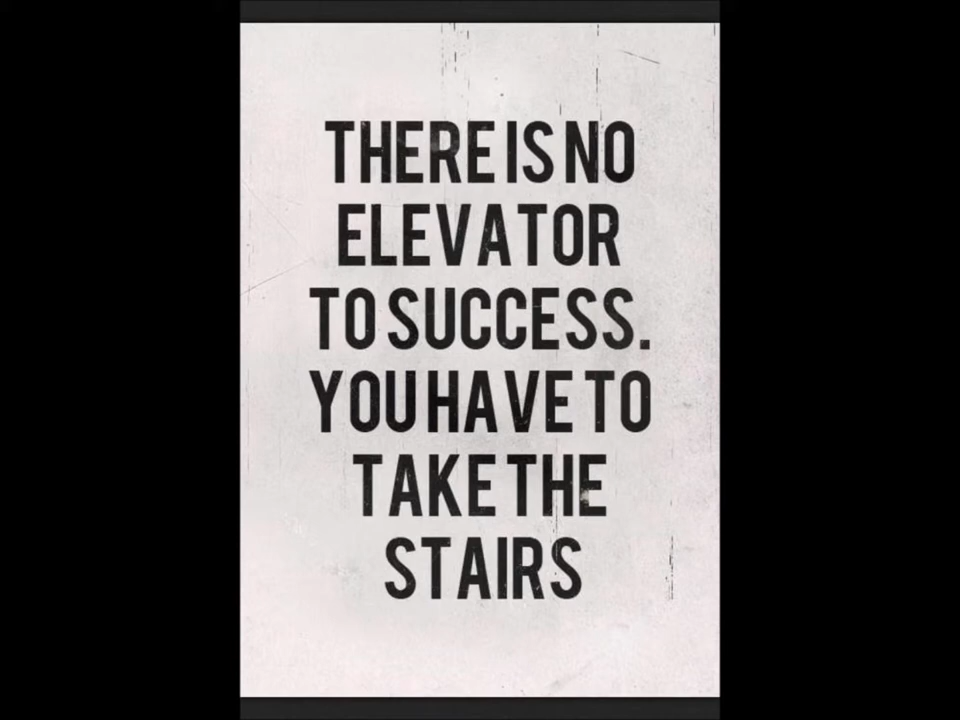 THERE IS NO
ELEVATOR
TO SUCCESS.
YOU HAVE TO
TAKE THE
STAIRS